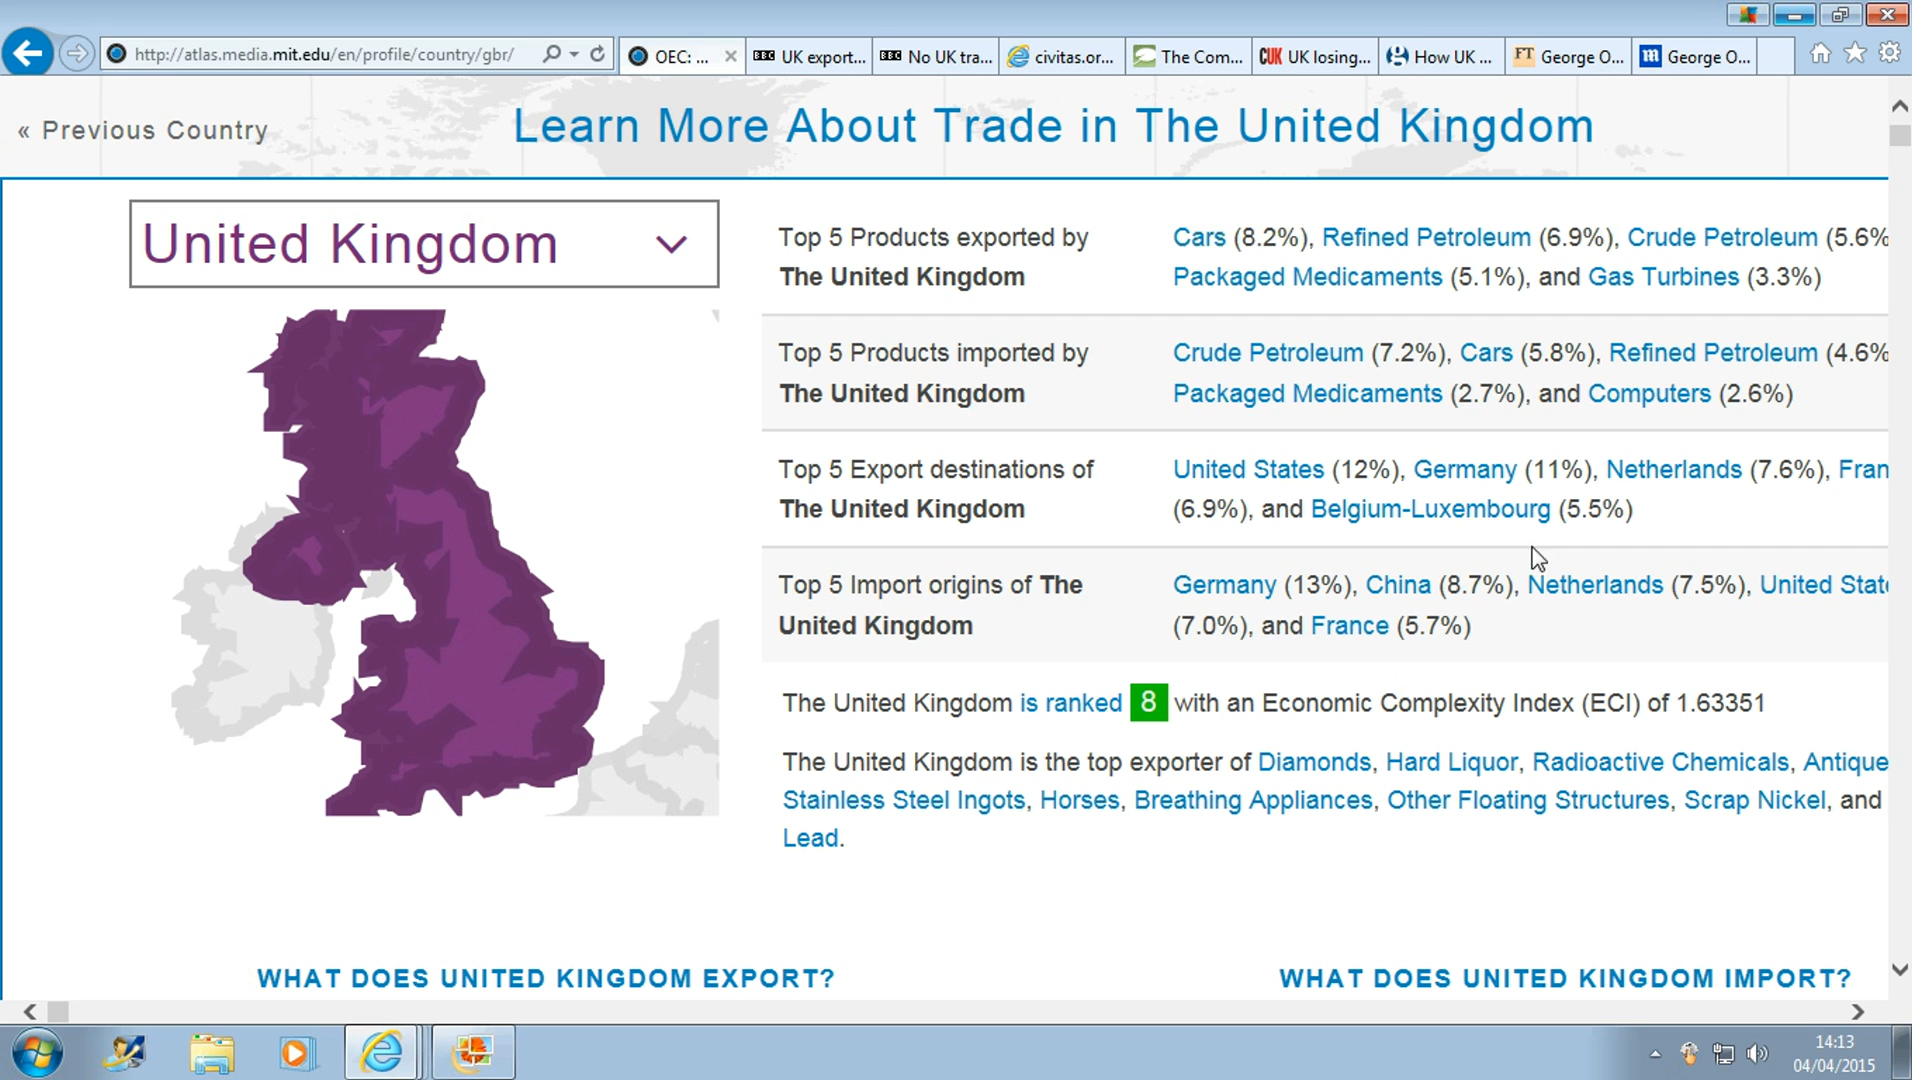 http://atlas.media.mit.edu/en/profile/country/gbr/
OEC: ...
UK export...
No UK tra...
civitas.or...
The Com...
UK losing...
How UK ...
George O...
George O...
« Previous Country
Learn More About Trade in The United Kingdom
United Kingdom
Top 5 Products exported by
The United Kingdom
Cars (8.2%), Refined Petroleum (6.9%), Crude Petroleum (5.6%
Packaged Medicaments (5.1%), and Gas Turbines (3.3%)
Top 5 Products imported by
The United Kingdom
Crude Petroleum (7.2%), Cars (5.8%), Refined Petroleum (4.6%
Packaged Medicaments (2.7%), and Computers (2.6%)
Top 5 Export destinations of
The United Kingdom
United States (12%), Germany (11%), Netherlands (7.6%), Fran
(6.9%), and Belgium-Luxembourg (5.5%)
Top 5 Import origins of The
United Kingdom
Germany (13%), China (8.7%), Netherlands (7.5%), United State
(7.0%), and France (5.7%)
The United Kingdom is ranked 8 with an Economic Complexity Index (ECI) of 1.63351
The United Kingdom is the top exporter of Diamonds, Hard Liquor, Radioactive Chemicals, Antique
Stainless Steel Ingots, Horses, Breathing Appliances, Other Floating Structures, Scrap Nickel, and
Lead.
WHAT DOES UNITED KINGDOM EXPORT?
WHAT DOES UNITED KINGDOM IMPORT?
14:13
04/04/2015